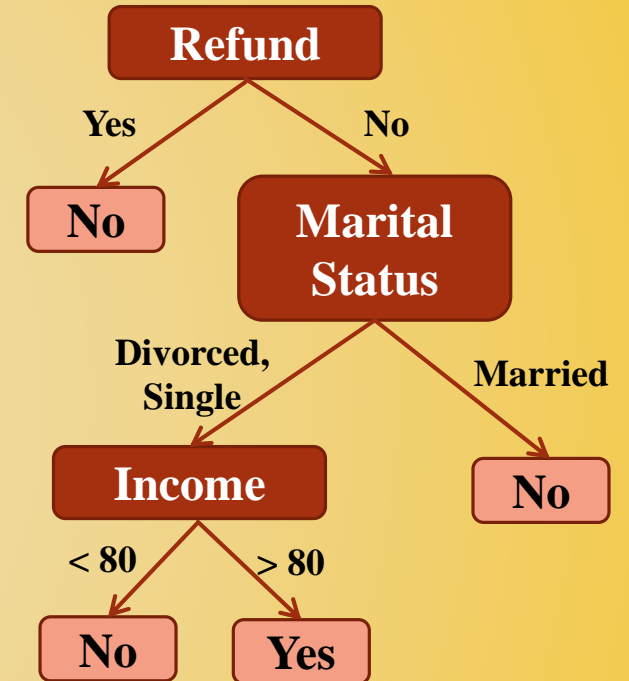 Refund
Yes
No
No
Marital
Status
Divorced,
Single
Married
Income
No
< 80
> 80
No
Yes